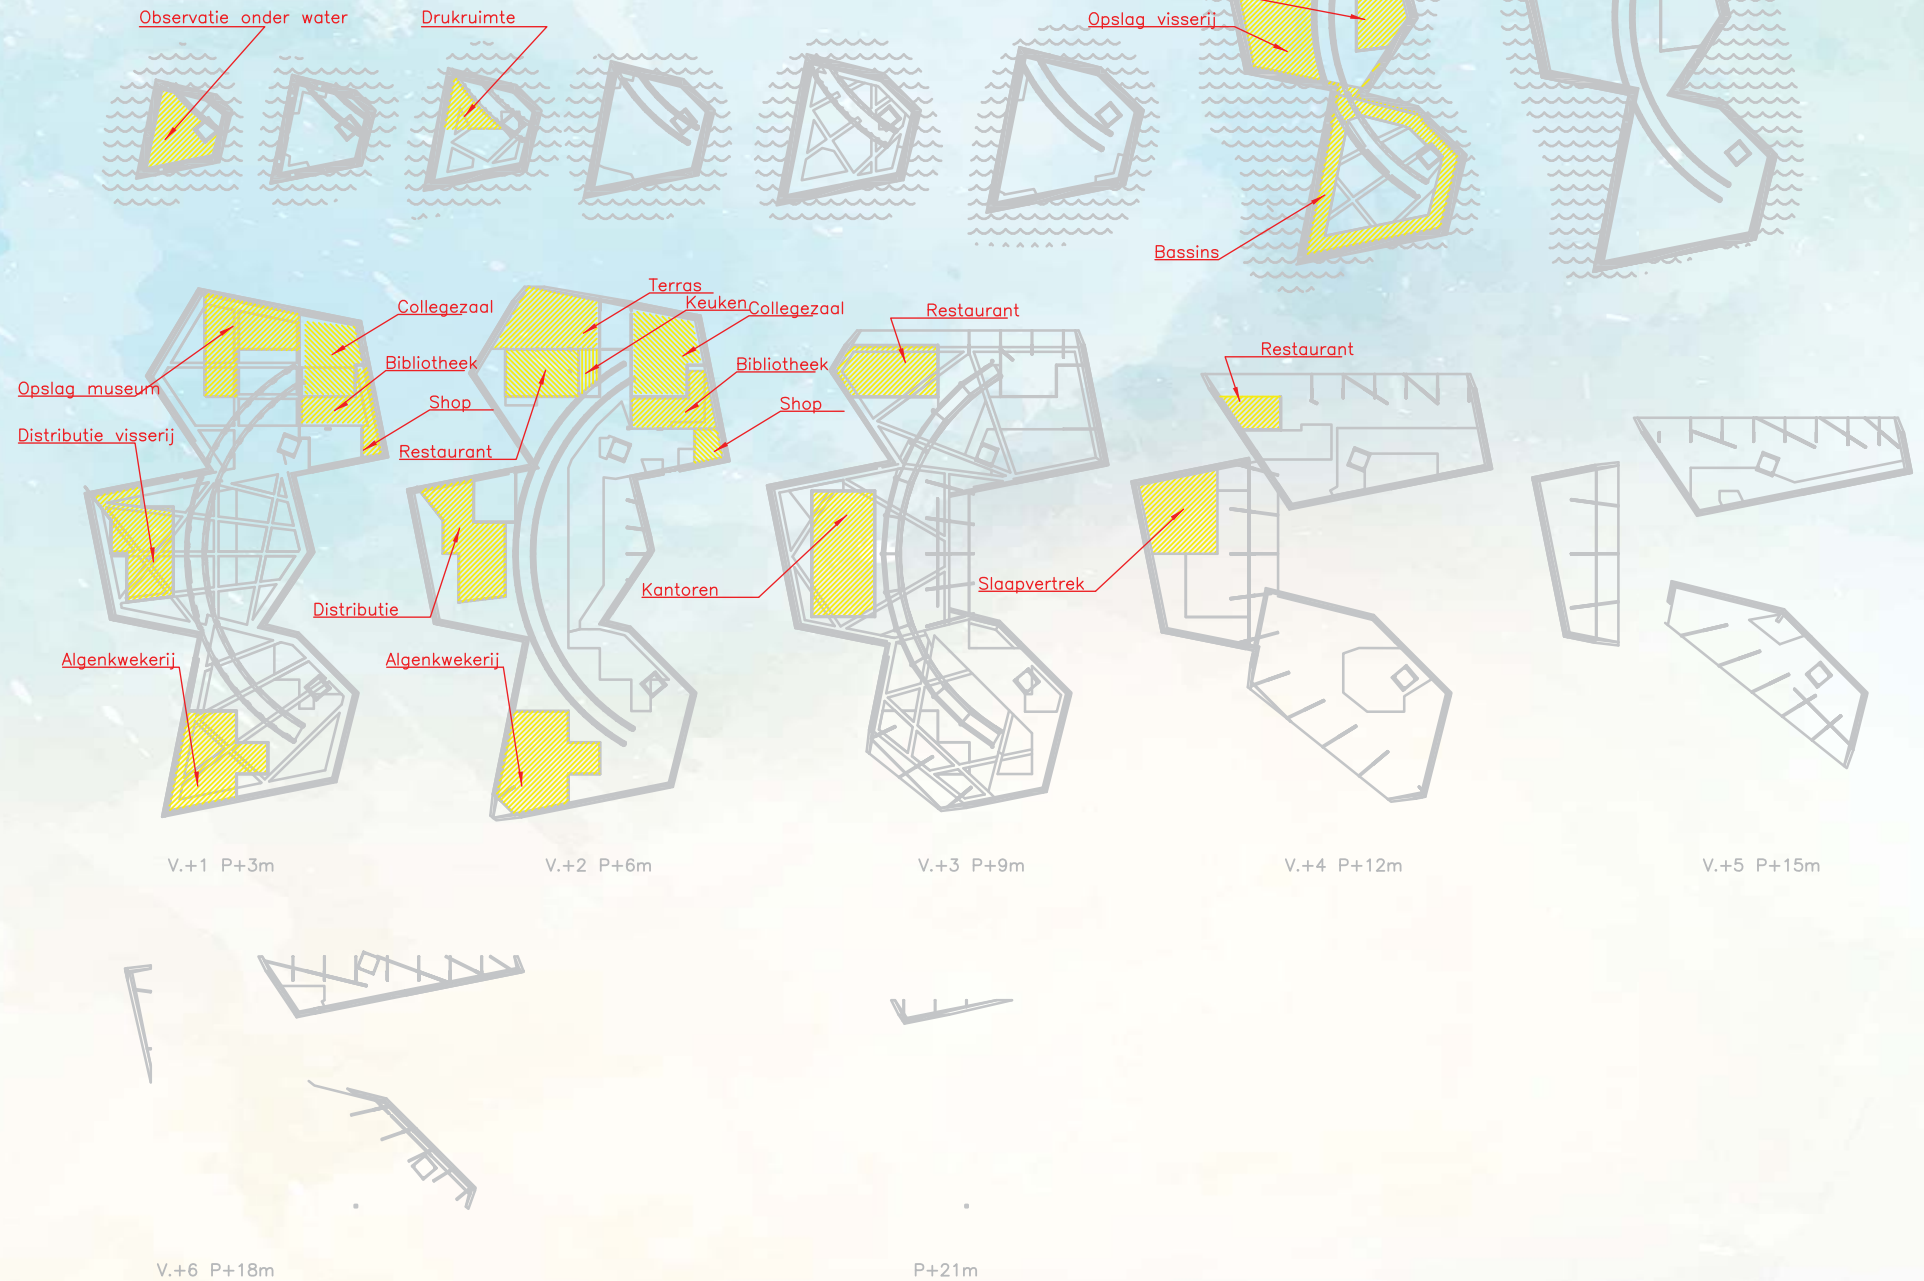 Observatie onder water
Drukruimte
Opslag visserij
Bassins
Terras
Keuken
Collegezaal
Collegezaal
Restaurant
Restaurant
Bibliotheek
Bibliotheek
Opslag museum
Shop
Shop
Distributie visserij
Restaurant
Kantoren
Slaapvertrek
Distributie
Algenkwekerij
Algenkwekerij
V.+1 P+3m
V.+2 P+6m
V.+3 P+9m
V.+4 P+12m
V.+5 P+15m
V.+6 P+18m
P+21m